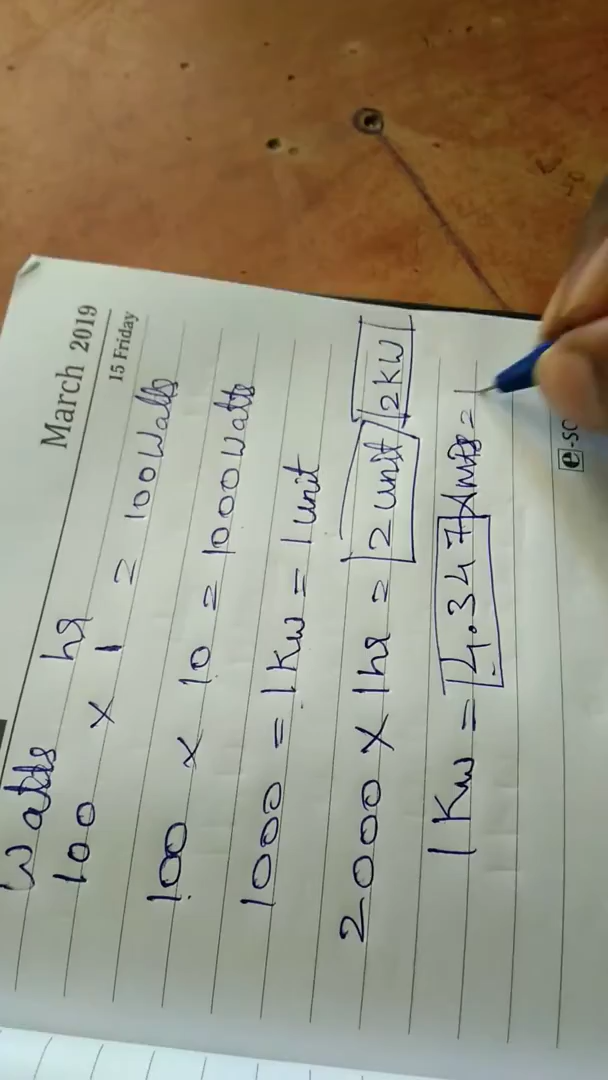 March 2019
15 Friday
Watts hr
100 x 1 = 100 Watts
100 x 10 = 1000 Watts
1000 = 1 Kw = 1 unit
2000 x 1hr = 2 unit / 2 KW
1 Kw = 4.347 Amps = 1